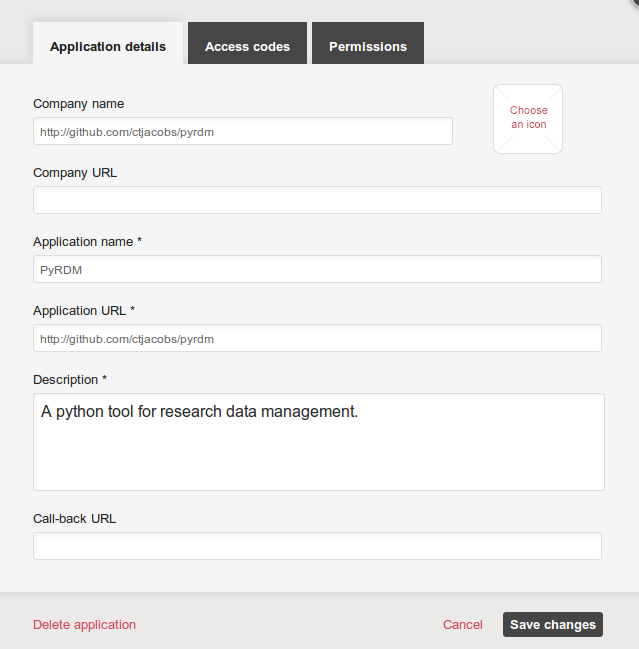 Application details
Access codes
Permissions
Company name
http://github.com/ctjacobs/pyrdm
Choose
an icon
Company URL
Application name *
PyRDM
Application URL *
http://github.com/ctjacobs/pyrdm
Description *
A python tool for research data management.
Call-back URL
Delete application
Cancel
Save changes